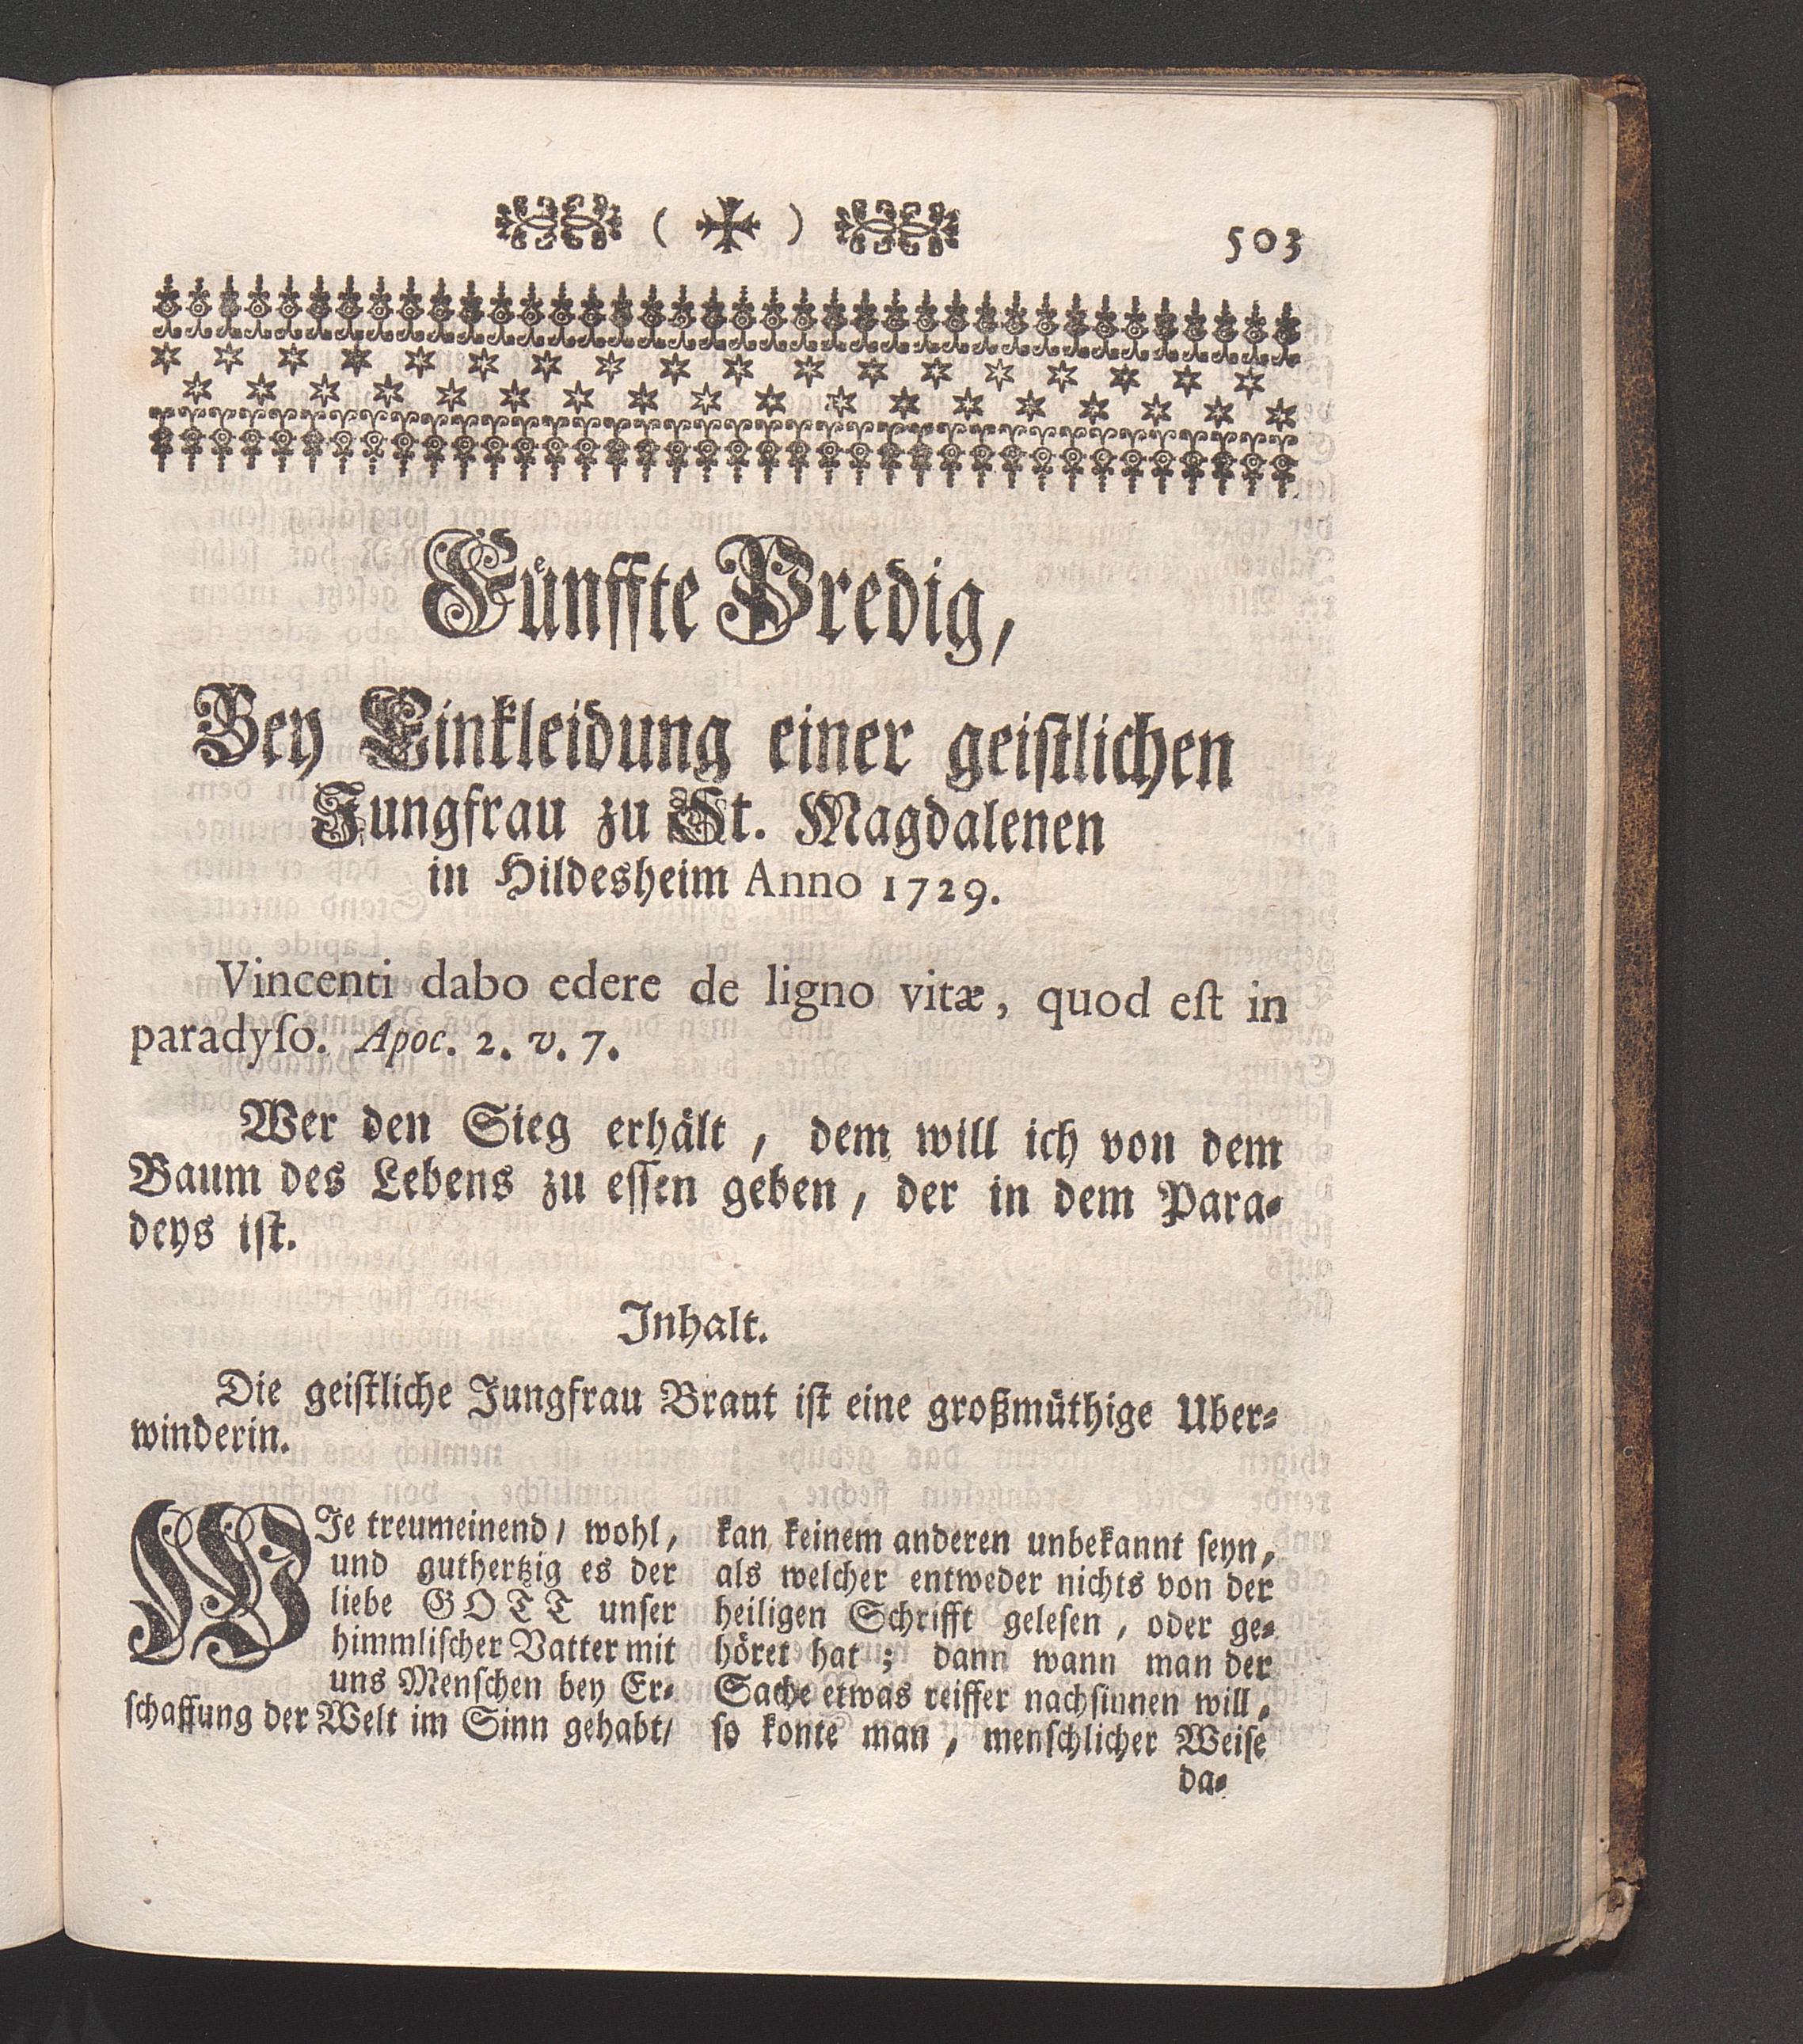 ( ✠ ) 503
Fünffte Predig,
Bey Einkleidung einer geistlichen
Jungfrau zu St. Magdalenen
in Hildesheim Anno 1729.
Vincenti dabo edere de ligno vitæ, quod eſt in
paradyſo. Apoc. 2. v. 7.
Wer den Sieg erhält, dem will ich von dem
Baum des Lebens zu eſſen geben, der in dem Para-
deys iſt.
Inhalt.
Die geiſtliche Jungfrau Braut iſt eine großmüthige Uber-
winderin.
WJe treumeinend/ wohl,
und guthertzig es der
liebe GOTT unſer
himmliſcher Vatter mit
uns Menſchen bey Er-
ſchaffung der Welt im Sinn gehabt/
kan keinem anderen unbekannt ſeyn,
als welcher entweder nichts von der
heiligen Schrifft geleſen, oder ge-
höret hat; dann wann man der
Sache etwas reiffer nachſinnen will,
ſo konte man, menſchlicher Weiſe
da-